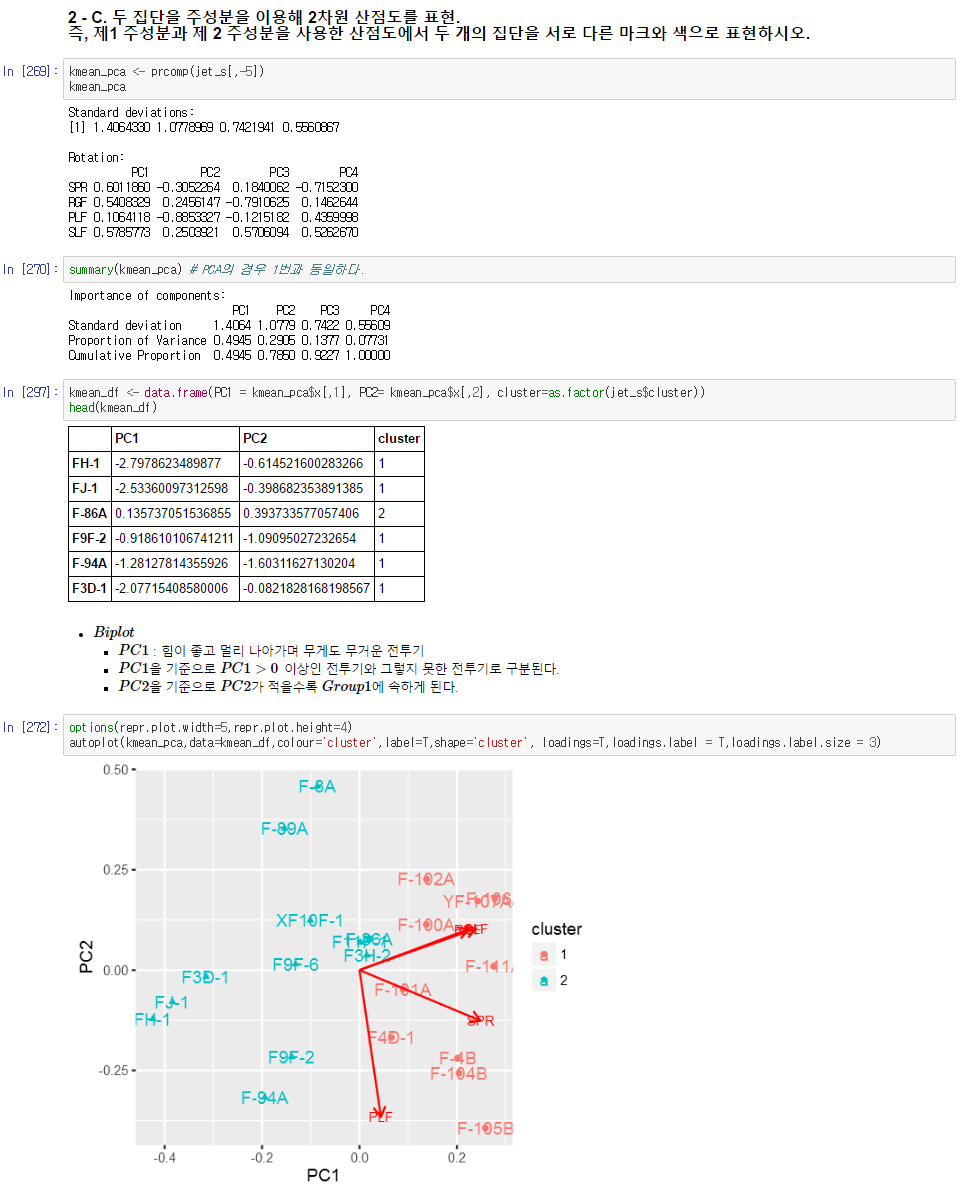 2 - C. 두 집단을 주성분을 이용해 2차원 산점도를 표현.
즉, 제1 주성분과 제 2 주성분을 사용한 산점도에서 두 개의 집단을 서로 다른 마크와 색으로 표현하시오.
In [269]: kmean_pca <- prcomp(jet_s[,-5])
kmean_pca
Standard deviations:
[1] 1.4064330 1.0778969 0.7421941 0.5560867
Rotation:
PC1 PC2 PC3 PC4
SPR 0.6011860 -0.3052264 0.1840062 -0.7152300
RGF 0.5408329 0.2456147 -0.7910625 0.1462644
PLF 0.1064118 -0.8853327 -0.1215182 0.4359998
SLF 0.5785773 0.2503921 0.5706094 0.5262670
In [270]: summary(kmean_pca) # PCA의 경우 1번과 동일하다.
Importance of components:
PC1 PC2 PC3 PC4
Standard deviation 1.4064 1.0779 0.7422 0.55609
Proportion of Variance 0.4945 0.2905 0.1377 0.07731
Cumulative Proportion 0.4945 0.7850 0.9227 1.00000
In [297]: kmean_df <- data.frame(PC1 = kmean_pca$x[,1], PC2= kmean_pca$x[,2], cluster=as.factor(jet_s$cluster))
head(kmean_df)
PC1 PC2 cluster
FH-1 -2.7978623489877 -0.614521600283266 1
FJ-1 -2.53360097312598 -0.398682353891385 1
F-86A 0.135737051536855 0.393733577057406 2
F9F-2 -0.918610106741211 -1.09095027232654 1
F-94A -1.28127814355926 -1.60311627130204 1
F3D-1 -2.07715408580006 -0.0821828168198567 1
• Biplot
▪ PC1 : 힘이 좋고 멀리 나아가며 무게도 무거운 전투기
▪ PC1을 기준으로 PC1 > 0 이상인 전투기와 그렇지 못한 전투기로 구분된다.
▪ PC2을 기준으로 PC2가 적을수록 Group1에 속하게 된다.
In [272]: options(repr.plot.width=5,repr.plot.height=4)
autoplot(kmean_pca,data=kmean_df,colour='cluster',label=T,shape='cluster', loadings=T,loadings.label = T,loadings.label.size = 3)
0.50
F-8A
F-89A
0.25
F-102A
XF10F-1
F-100A
F3H-2
F9F-6
0.00
F-111A
F3D-1
F-101A
FJ-1
FH-1
SPR
F4D-1
F9F-2
F-4B
-0.25
F-104B
F-94A
PLF
F-105B
-0.4 -0.2 0.0 0.2
PC1
PC2
cluster
a 1
a 2